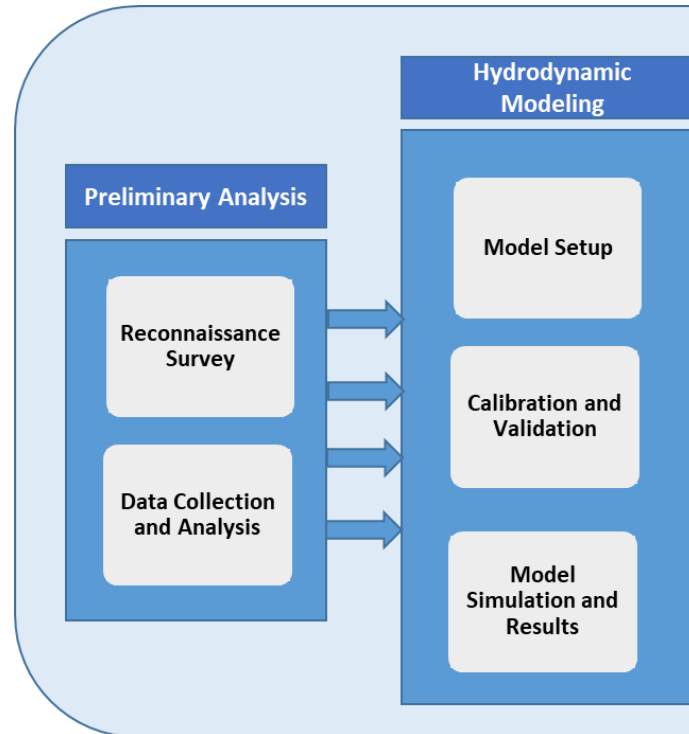 Preliminary Analysis
Reconnaissance
Survey
Data Collection
and Analysis
Hydrodynamic
Modeling
Model Setup
Calibration and
Validation
Model
Simulation and
Results